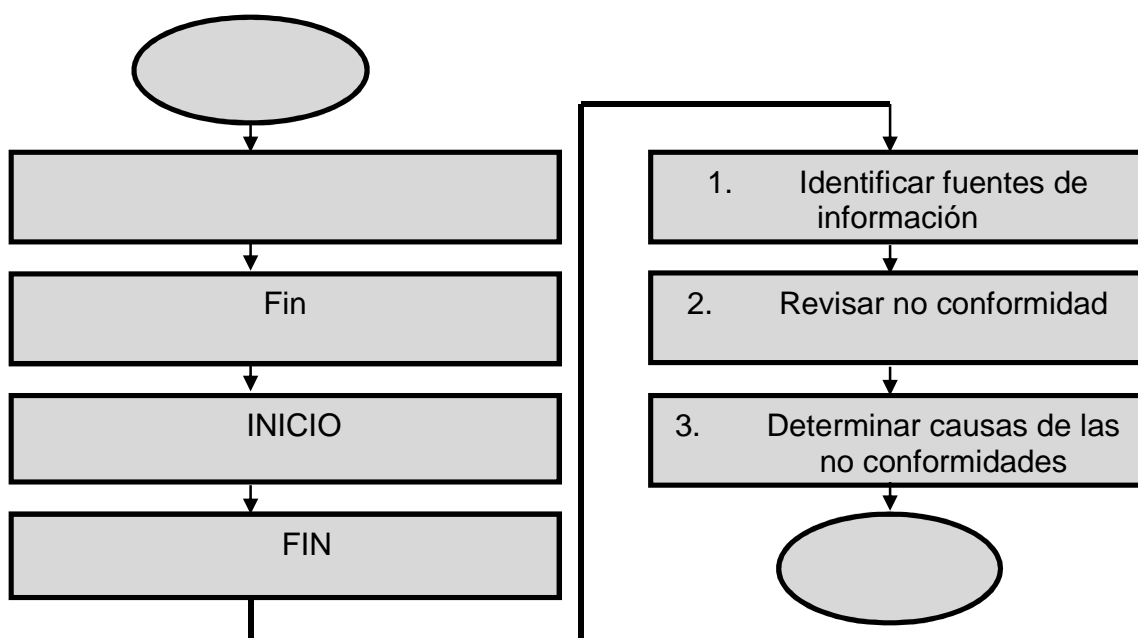 Fin
INICIO
FIN
1. Identificar fuentes de
información
2. Revisar no conformidad
3. Determinar causas de las
no conformidades